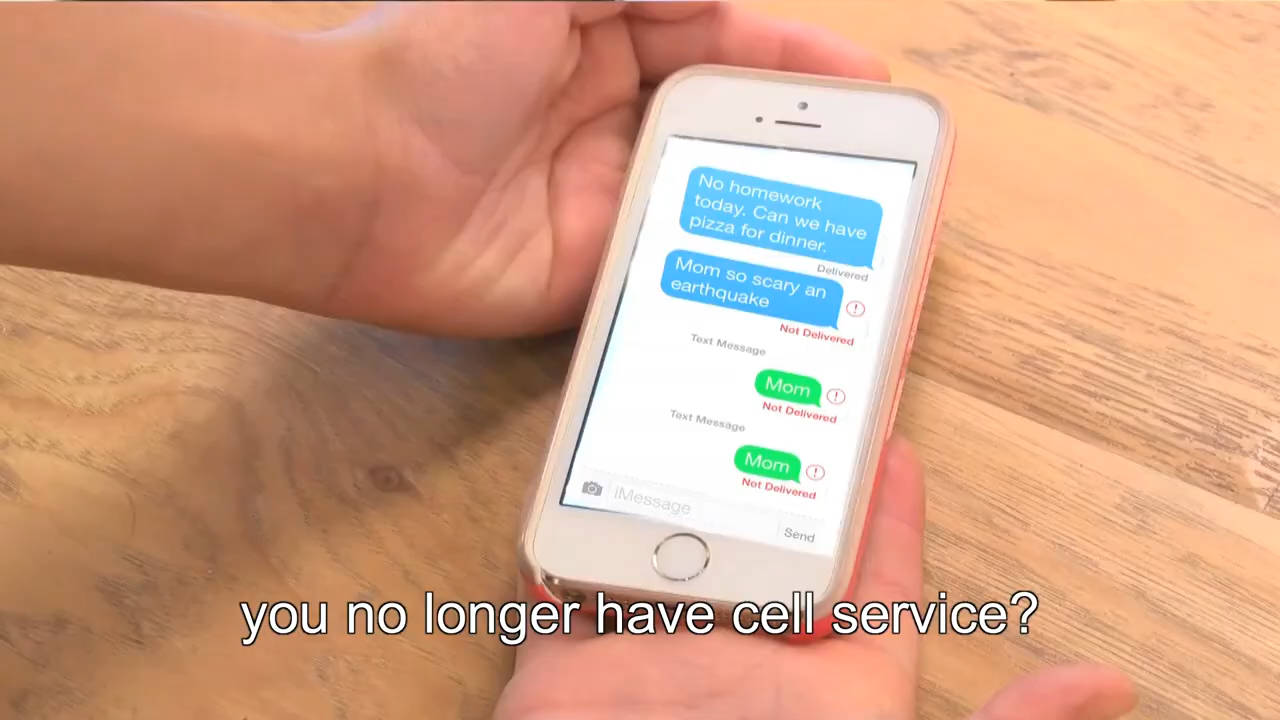 No homework
today. Can we have
pizza for dinner.
Delivered
Mom so scary an
earthquake
Not Delivered
Text Message
Mom
Not Delivered
Text Message
Mom
Not Delivered
iMessage
Send
you no longer have cell service?